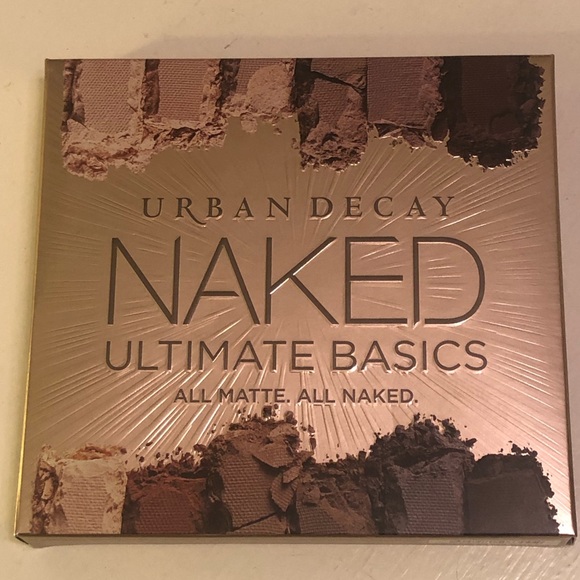 URBAN DECAY
NAKED
ULTIMATE BASICS
ALL MATTE. ALL NAKED.